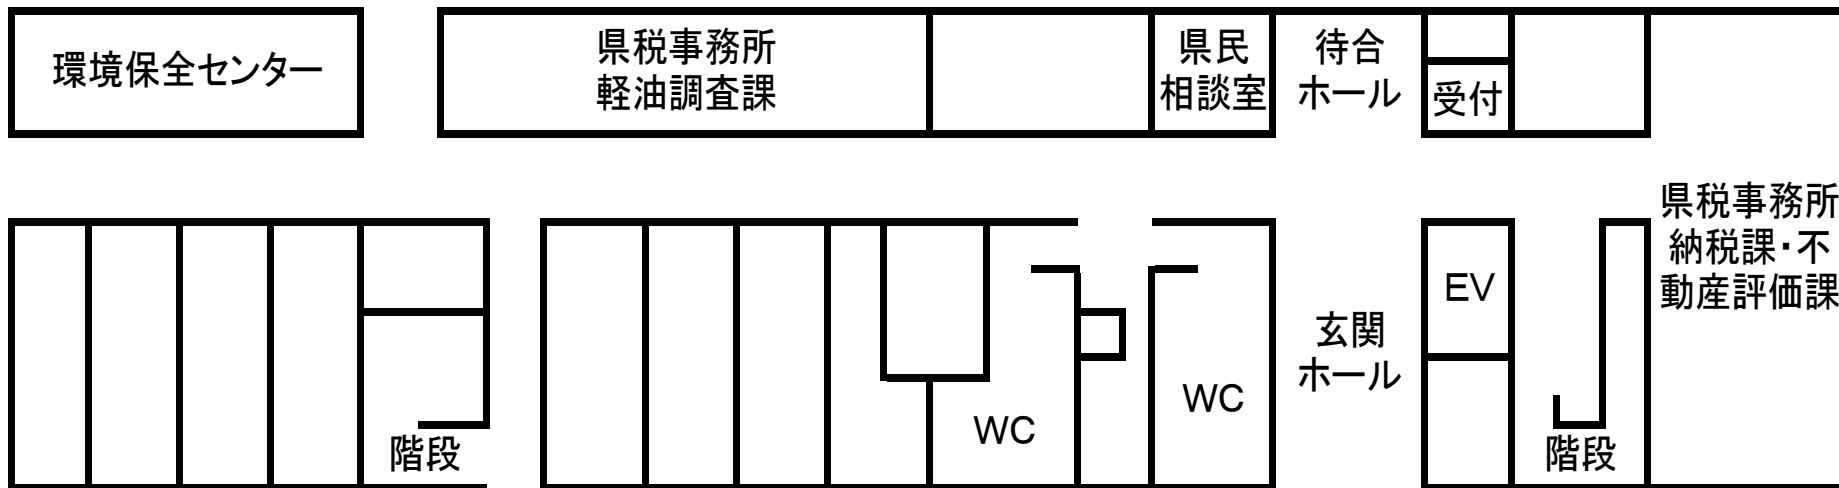 環境保全センター
県税事務所
軽油調査課
県民
相談室
待合
ホール
受付
県税事務所
納税課・不
動産評価課
EV
玄関
ホール
WC
WC
階段
階段